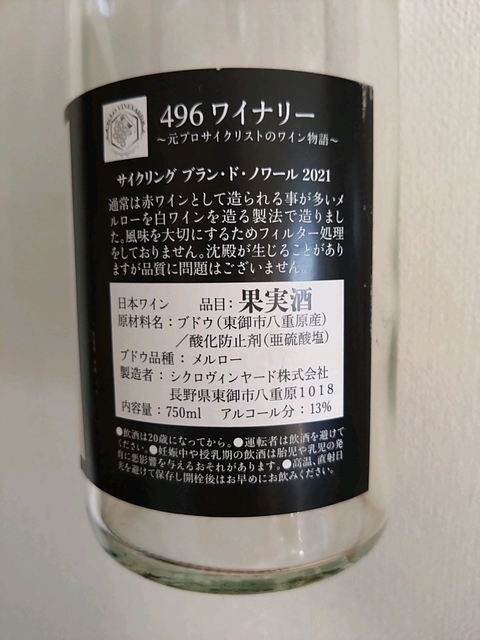 496 ワイナリー
～元プロサイクリストのワイン物語～
サイクリング ブラン・ド・ノワール 2021
通常は赤ワインとして造られる事が多いメ
ルローを白ワインを造る製法で造りまし
た。風味を大切にするためフィルター処理
をしておりません。沈殿が生じることがあり
ますが品質に問題はございません。
日本ワイン 品目：果実酒
原材料名：ブドウ（東御市八重原産）
／酸化防止剤（亜硫酸塩）
ブドウ品種：メルロー
製造者：シクロヴィンヤード株式会社
長野県東御市八重原1018
内容量：750ml アルコール分：13%
●飲酒は20歳になってから。●運転者は飲酒を避けて
ください。●妊娠中や授乳期の飲酒は胎児や乳児の発
育に悪影響を与えるおそれがあります。●高温、直射日
光を避けて保存し開栓後はお早めにお飲みください。